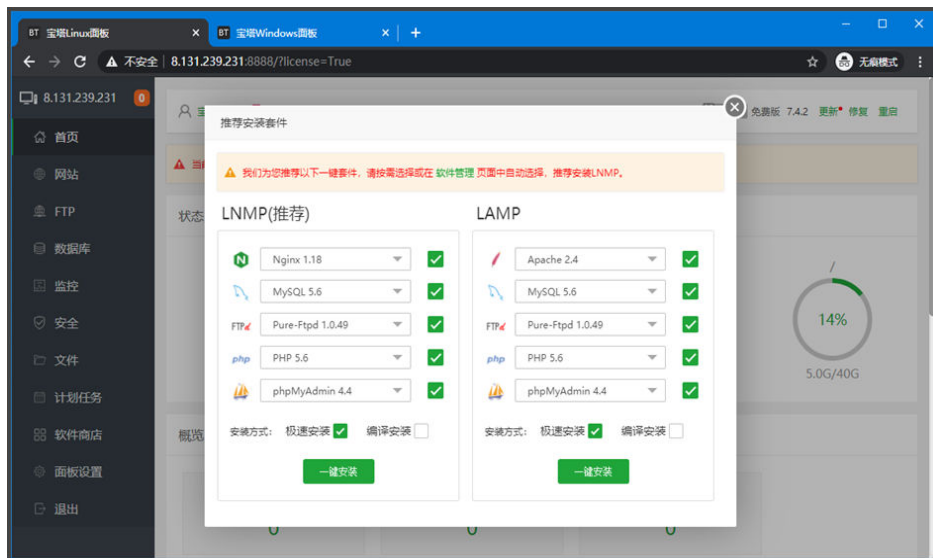 BT 宝塔Linux面板 × BT 宝塔Windows面板 × +
不安全 8.131.239.231:8888/?license=True 无痕模式
8.131.239.231 0
免费版 7.4.2 更新 修复 重启
推荐安装套件
首页
网站
FTP
数据库
监控
安全
文件
计划任务
软件商店
面板设置
退出
状态
概览
我们为您推荐以下一键套件，请按需选择或在 软件管理 页面中自动选择，推荐安装LNMP。
LNMP(推荐) LAMP
N Nginx 1.18 Apache 2.4
MySQL 5.6 MySQL 5.6
FTP Pure-Ftpd 1.0.49 FTP Pure-Ftpd 1.0.49
php PHP 5.6 php PHP 5.6
phpMyAdmin 4.4 phpMyAdmin 4.4
安装方式: 极速安装 编译安装 安装方式: 极速安装 编译安装
一键安装 一键安装
/
14%
5.0G/40G